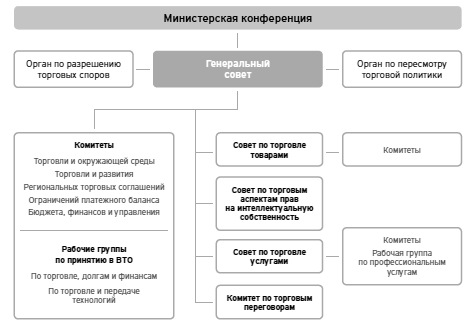 Министерская конференция
Орган по разрешению
торговых споров
Генеральный
совет
Орган по пересмотру
торговой политики
Комитеты
Торговли и окружающей среды
Торговли и развития
Региональных торговых соглашений
Ограничений платежного баланса
Бюджета, финансов и управления
Рабочие группы
по принятию в ВТО
По торговле, долгам и финансам
По торговле и передаче
технологий
Совет по торговле
товарами
Комитеты
Совет по торговым
аспектам прав
на интеллектуальную
собственность
Совет по торговле
услугами
Комитеты
Рабочая группа
по профессиональным
услугам
Комитет по торговым
переговорам